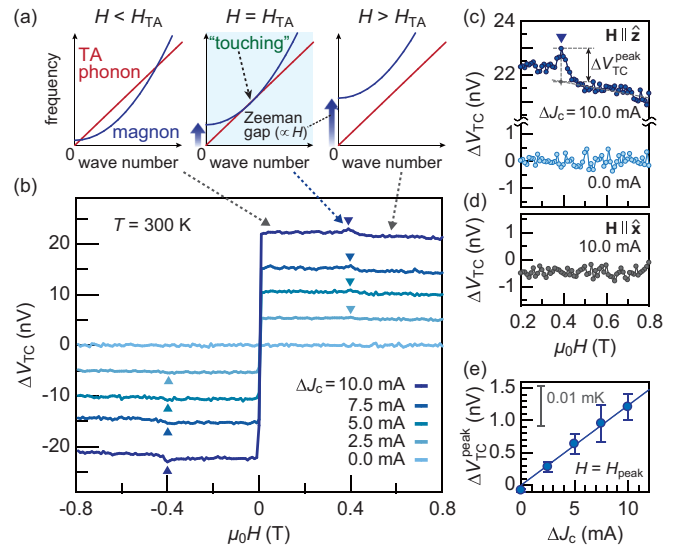 (a)
H < H_TA
H = H_TA
H > H_TA
frequency
TA
phonon
magnon
0
wave number
"touching"
Zeeman
gap (∝ H)
0
wave number
0
wave number
(b)
T = 300 K
ΔV_TC (nV)
20
10
0
-10
-20
ΔJ_c = 10.0 mA
7.5 mA
5.0 mA
2.5 mA
0.0 mA
-0.8
-0.4
0
0.4
0.8
μ₀H (T)
(c)
H ∥ ẑ
24
22
ΔV_TC^peak
ΔJ_c = 10.0 mA
0.0 mA
1
0
-1
ΔV_TC (nV)
(d)
H ∥ x̂
10.0 mA
1
0
-1
ΔV_TC (nV)
0.2
0.4
0.6
0.8
μ₀H (T)
(e)
1.5
1.0
0.5
0
0.01 mK
H = H_peak
ΔV_TC^peak (nV)
0
5
10
ΔJ_c (mA)